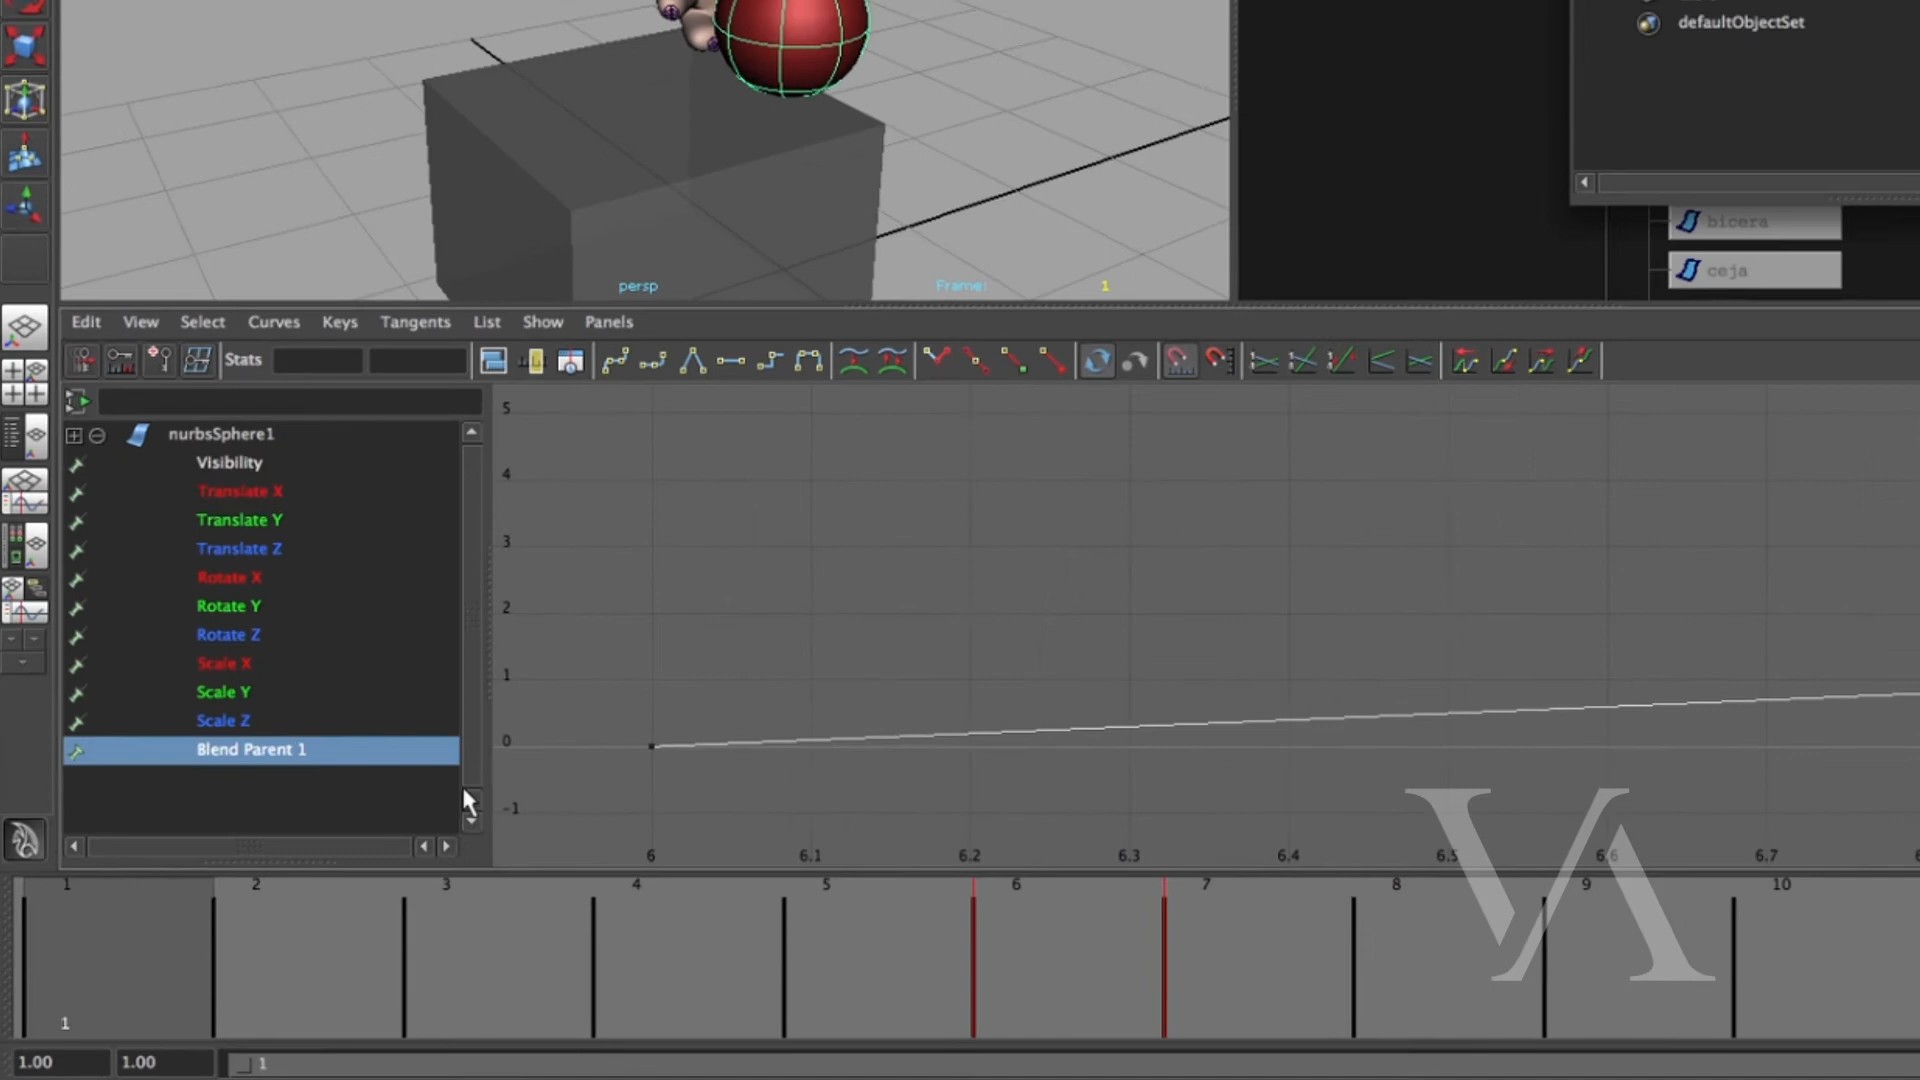 defaultObjectSet
bicera
ceja
persp
Frame:
1
Edit View Select Curves Keys Tangents List Show Panels
Stats
nurbsSphere1
Visibility
Translate X
Translate Y
Translate Z
Rotate X
Rotate Y
Rotate Z
Scale X
Scale Y
Scale Z
Blend Parent 1
5
4
3
2
1
0
-1
6 6.1 6.2 6.3 6.4 6.5 6.6 6.7
1 2 3 4 5 6 7 8 9 10
1
1.00 1.00 1
VA